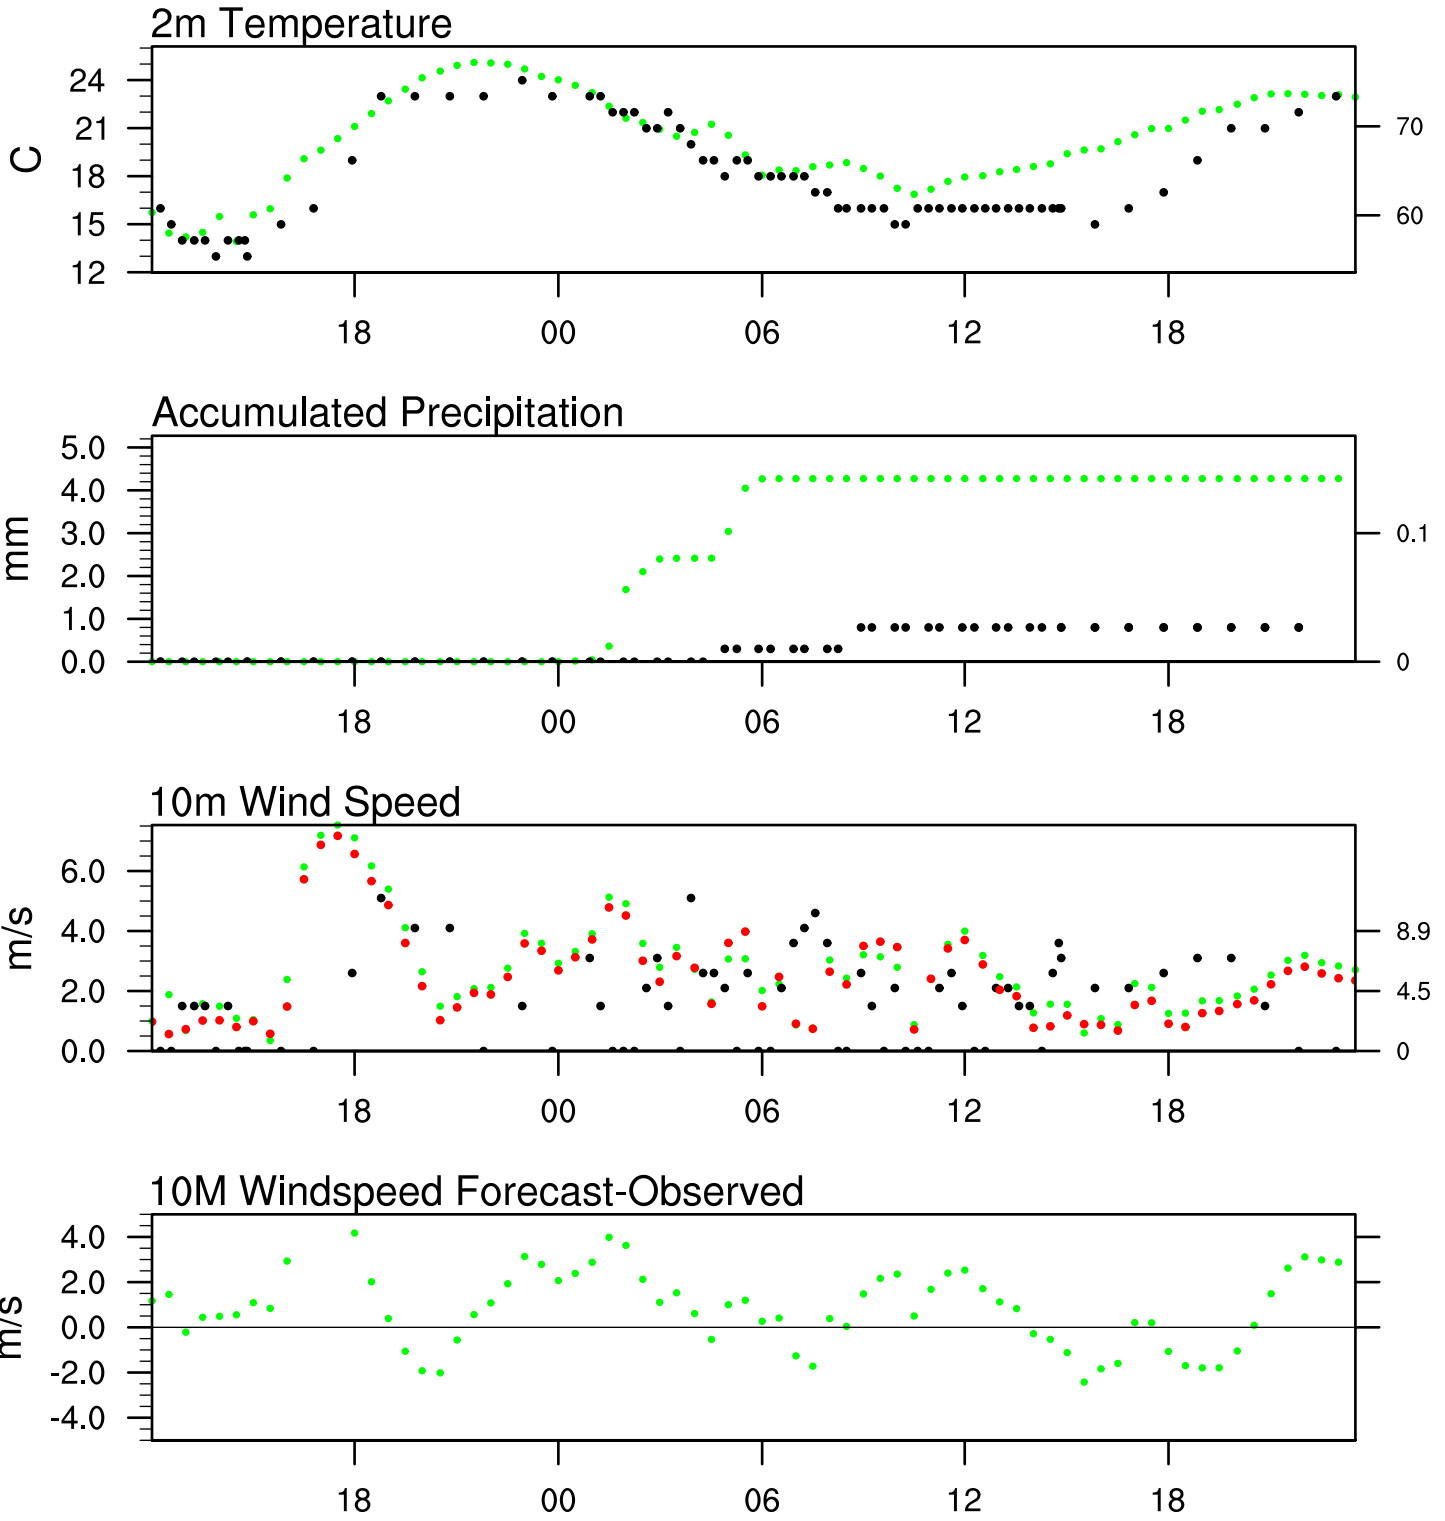 2m Temperature
24
21
18
15
12
C
70
60
18 00 06 12 18
Accumulated Precipitation
5.0
4.0
3.0
2.0
1.0
0.0
mm
0.1
0
18 00 06 12 18
10m Wind Speed
6.0
4.0
2.0
0.0
m/s
8.9
4.5
0
18 00 06 12 18
10M Windspeed Forecast-Observed
4.0
2.0
0.0
-2.0
-4.0
m/s
18 00 06 12 18